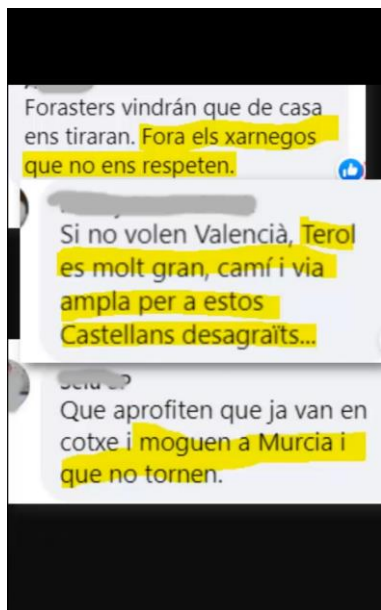 Forasters vindrán que de casa
ens tiraran. Fora els xarnegos
que no ens respeten.
Si no volen Valencià, Terol
es molt gran, camí i via
ampla per a estos
Castellans desagraïts...
Que aprofiten que ja van en
cotxe i moguen a Murcia i
que no tornen.